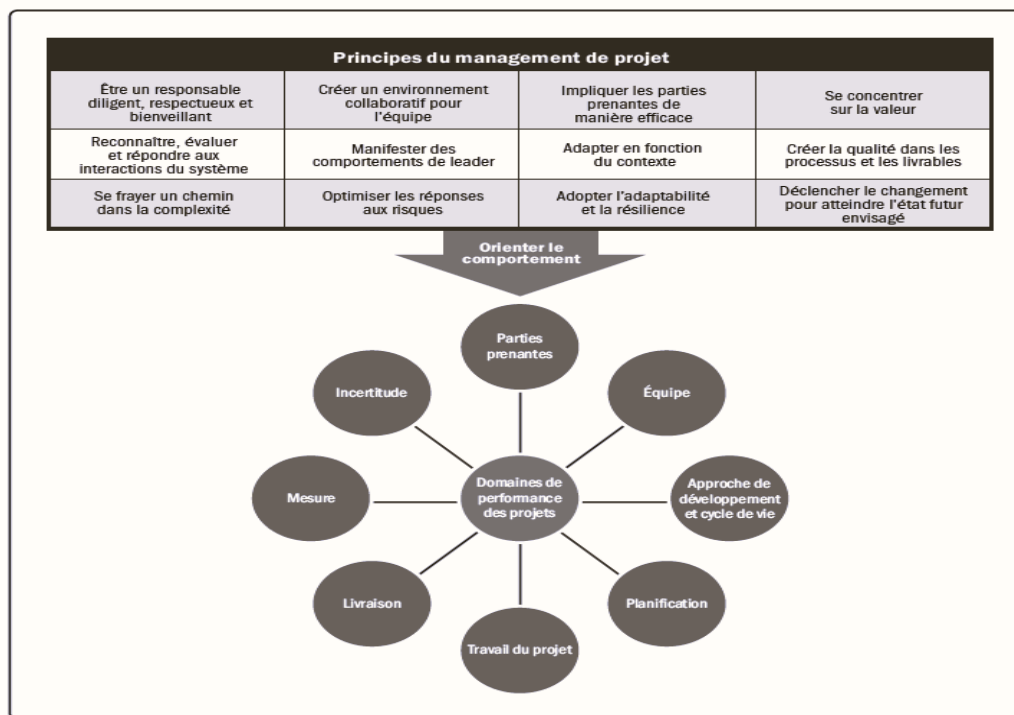 Principes du management de projet
Être un responsable
diligent, respectueux et
bienveillant
Créer un environnement
collaboratif pour
l'équipe
Impliquer les parties
prenantes de
manière efficace
Se concentrer
sur la valeur
Reconnaître, évaluer
et répondre aux
interactions du système
Manifester des
comportements de leader
Adapter en fonction
du contexte
Créer la qualité dans les
processus et les livrables
Se frayer un chemin
dans la complexité
Optimiser les réponses
aux risques
Adopter l'adaptabilité
et la résilience
Déclencher le changement
pour atteindre l'état futur
envisagé
Orienter le
comportement
Parties
prenantes
Incertitude
Équipe
Mesure
Domaines de
performance
des projets
Approche de
développement
et cycle de vie
Livraison
Planification
Travail du projet